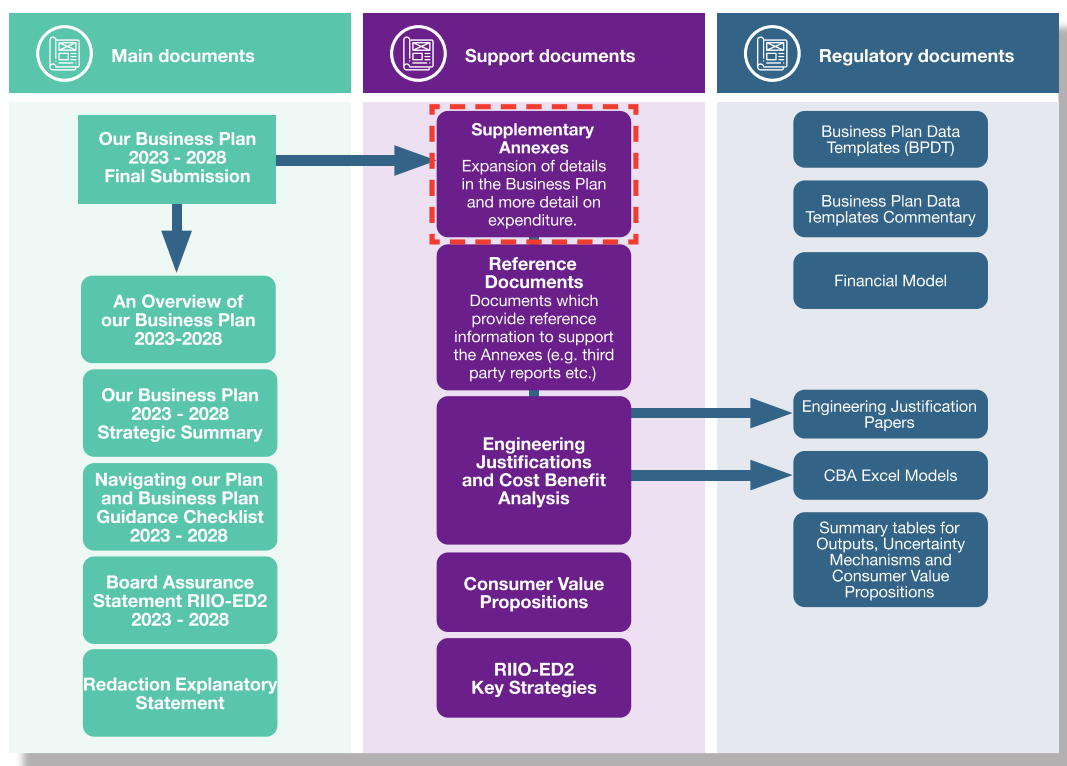 Main documents
Our Business Plan
2023 - 2028
Final Submission
An Overview of
our Business Plan
2023-2028
Our Business Plan
2023 - 2028
Strategic Summary
Navigating our Plan
and Business Plan
Guidance Checklist
2023 - 2028
Board Assurance
Statement RIIO-ED2
2023 - 2028
Redaction Explanatory
Statement
Support documents
Supplementary
Annexes
Expansion of details
in the Business Plan
and more detail on
expenditure.
Reference
Documents
Documents which
provide reference
information to support
the Annexes (e.g. third
party reports etc.)
Engineering
Justifications
and Cost Benefit
Analysis
Consumer Value
Propositions
RIIO-ED2
Key Strategies
Regulatory documents
Business Plan Data
Templates (BPDT)
Business Plan Data
Templates Commentary
Financial Model
Engineering Justification
Papers
CBA Excel Models
Summary tables for
Outputs, Uncertainty
Mechanisms and
Consumer Value
Propositions